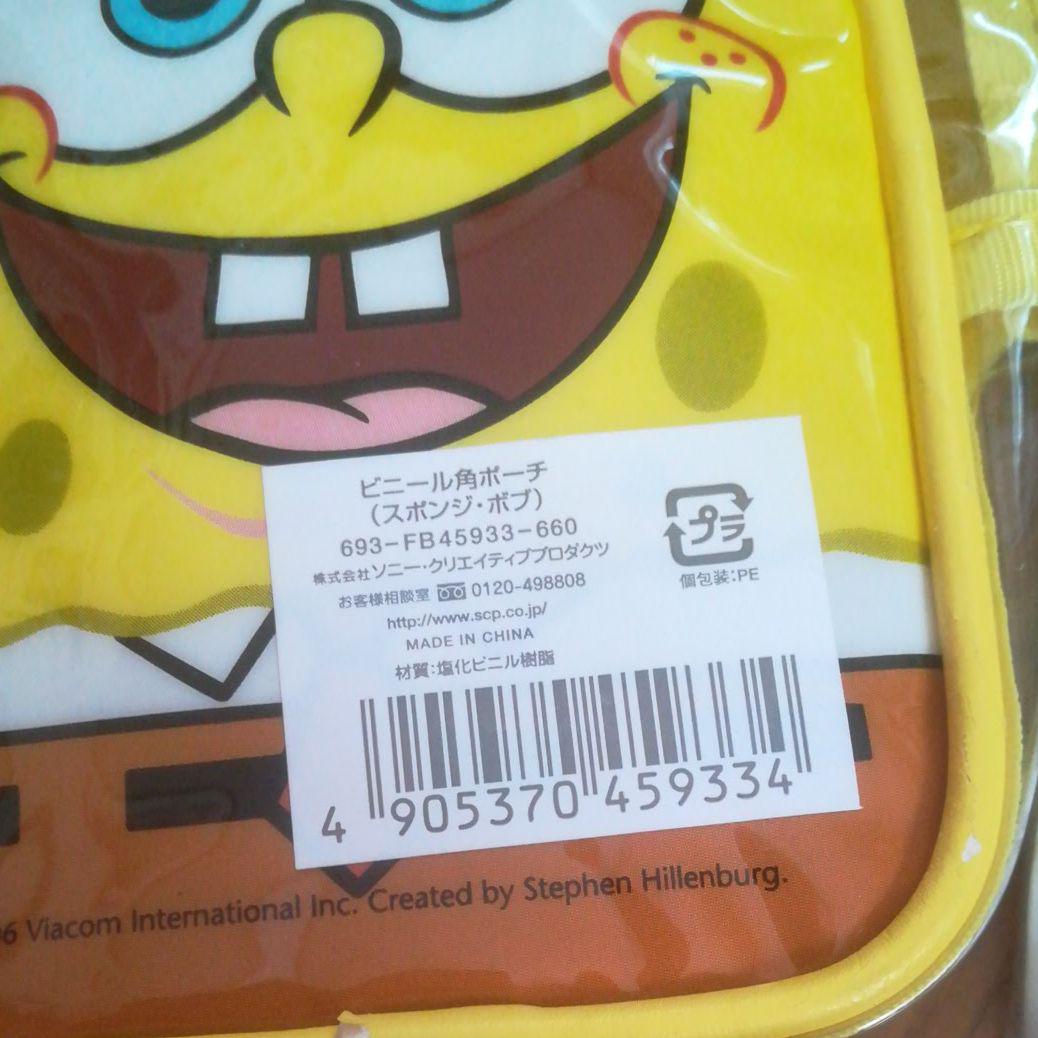 ビニール角ポーチ
(スポンジ・ボブ)
693-FB45933-660
株式会社ソニー・クリエイティブプロダクツ
お客様相談室 0120-498808
http://www.scp.co.jp/
MADE IN CHINA
材質:塩化ビニル樹脂
プラ
個包装:PE
4 905370 459334
6 Viacom International Inc. Created by Stephen Hillenburg.